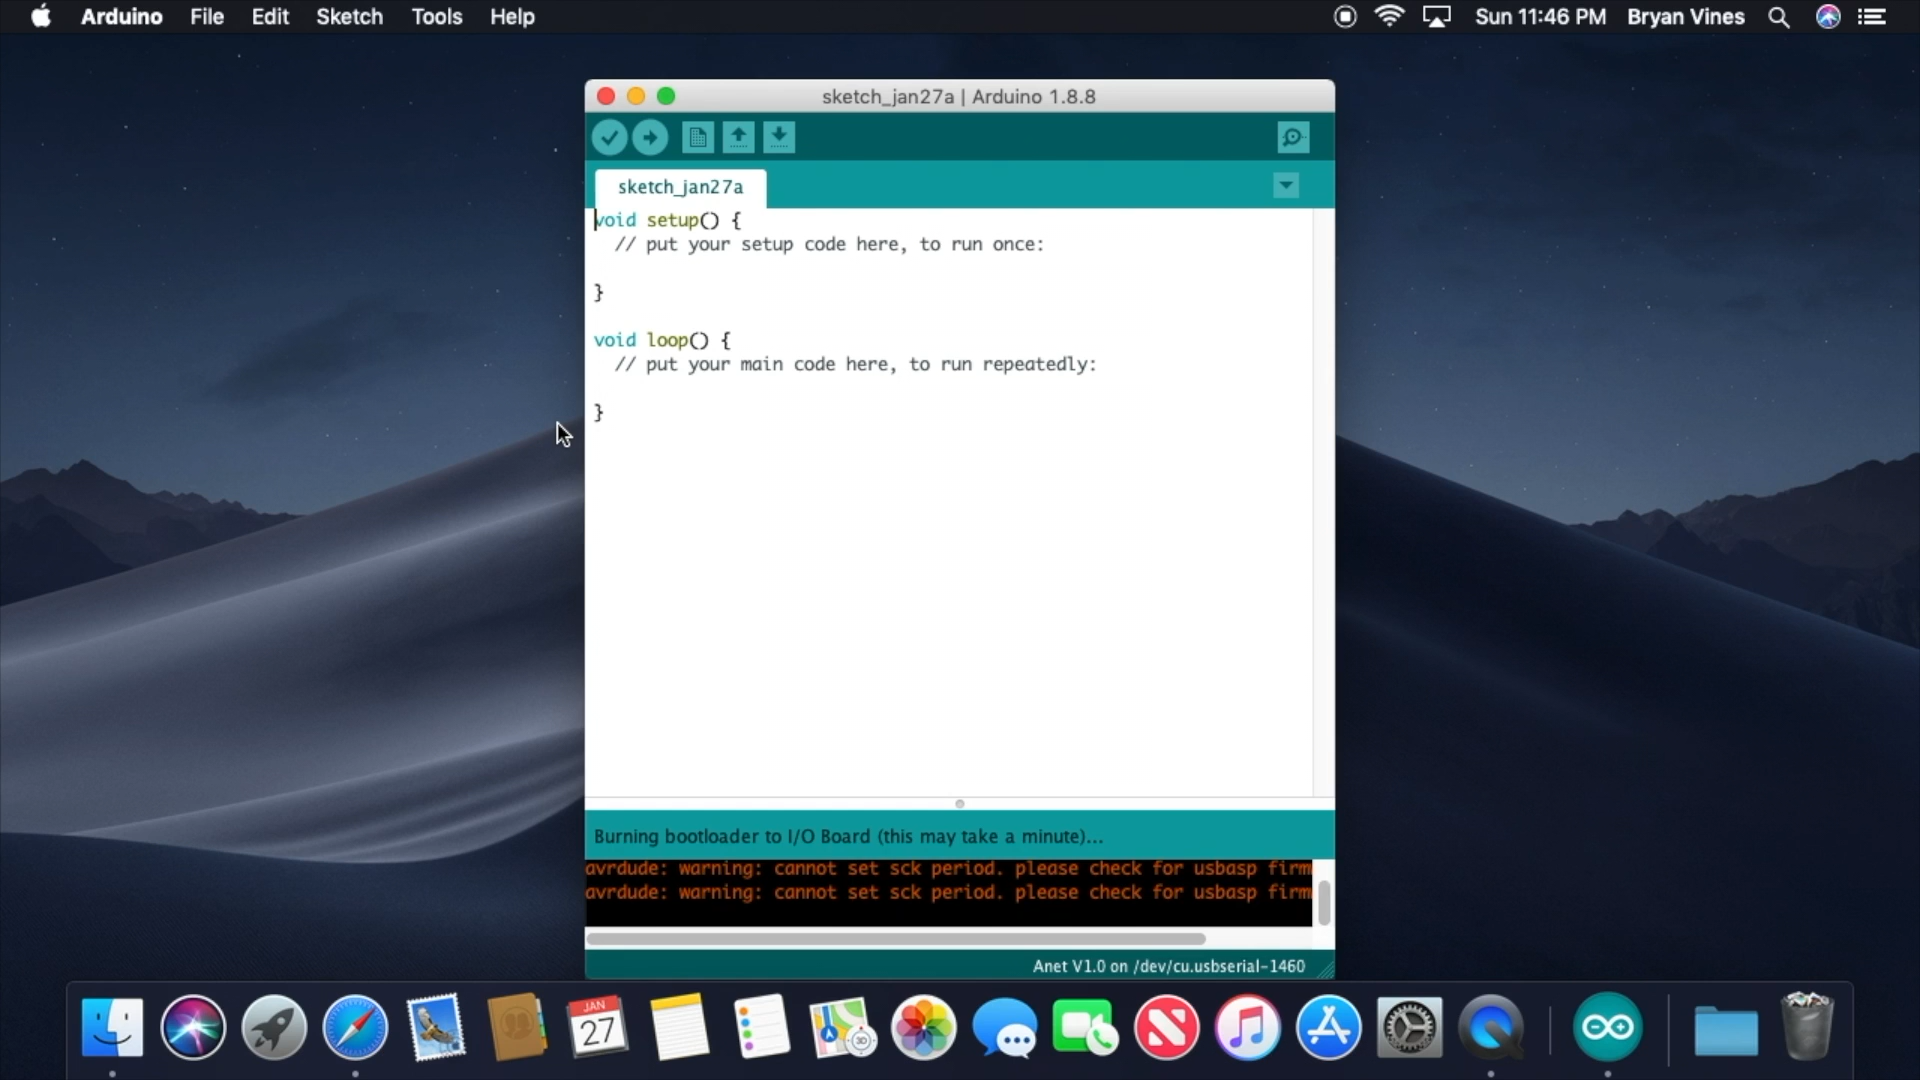 Arduino File Edit Sketch Tools Help Sun 11:46 PM Bryan Vines
sketch_jan27a | Arduino 1.8.8
sketch_jan27a
void setup() {
  // put your setup code here, to run once:
}
void loop() {
  // put your main code here, to run repeatedly:
}
Burning bootloader to I/O Board (this may take a minute)...
avrdude: warning: cannot set sck period. please check for usbasp firm
avrdude: warning: cannot set sck period. please check for usbasp firm
Anet V1.0 on /dev/cu.usbserial-1460
JAN
27
3D